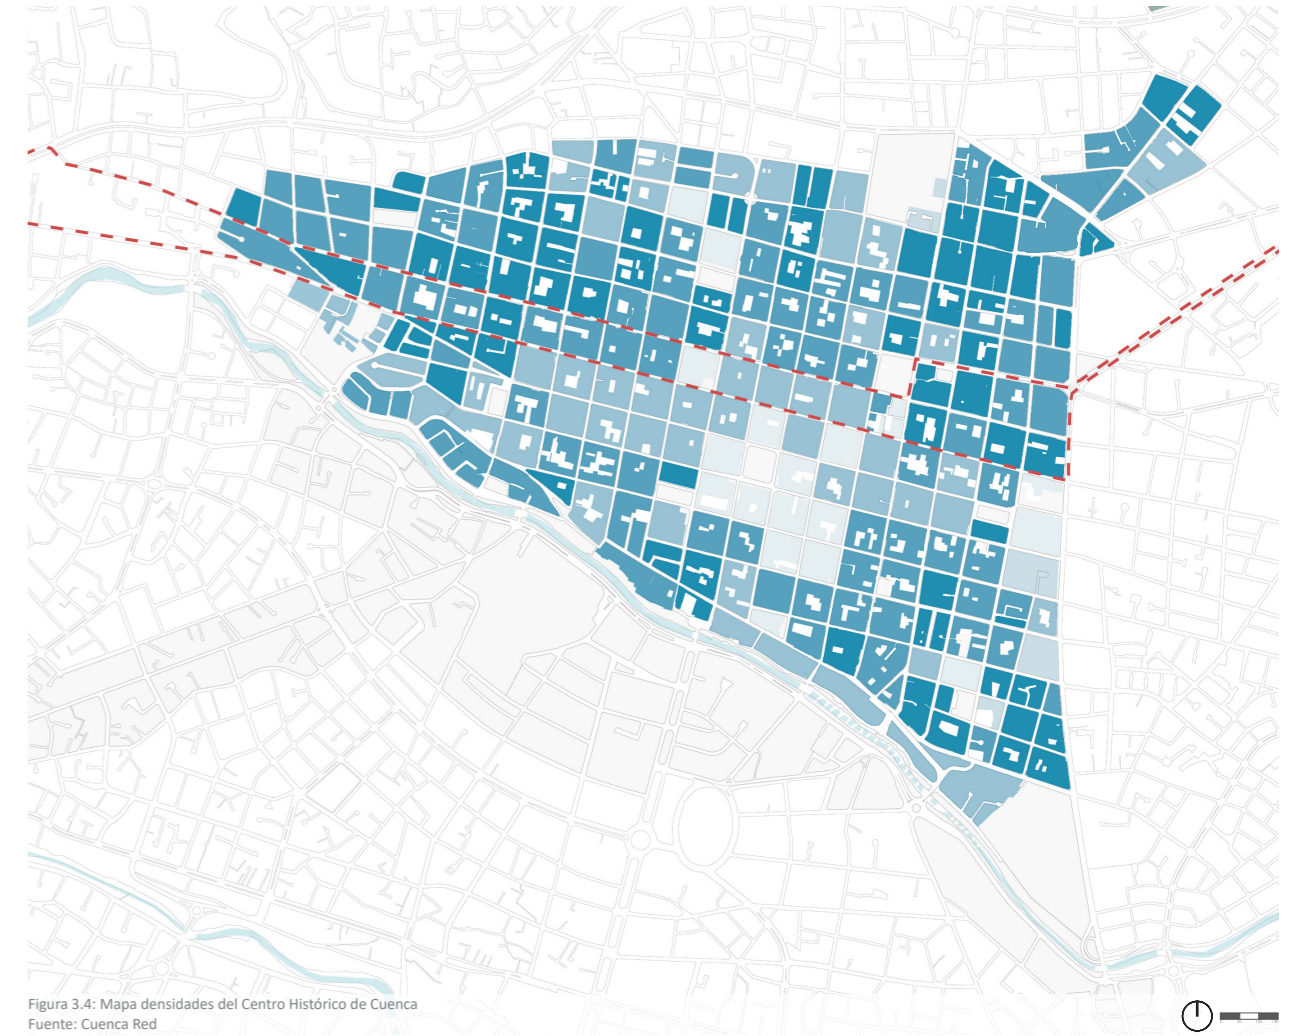 Figura 3.4: Mapa densidades del Centro Histórico de Cuenca
Fuente: Cuenca Red